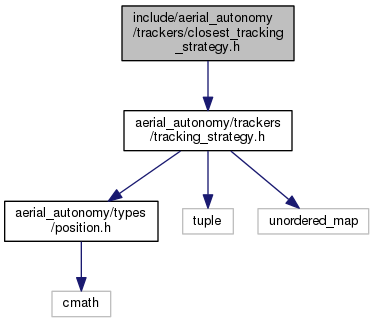 include/aerial_autonomy
/trackers/closest_tracking
_strategy.h
aerial_autonomy/trackers
/tracking_strategy.h
aerial_autonomy/types
/position.h
tuple
unordered_map
cmath